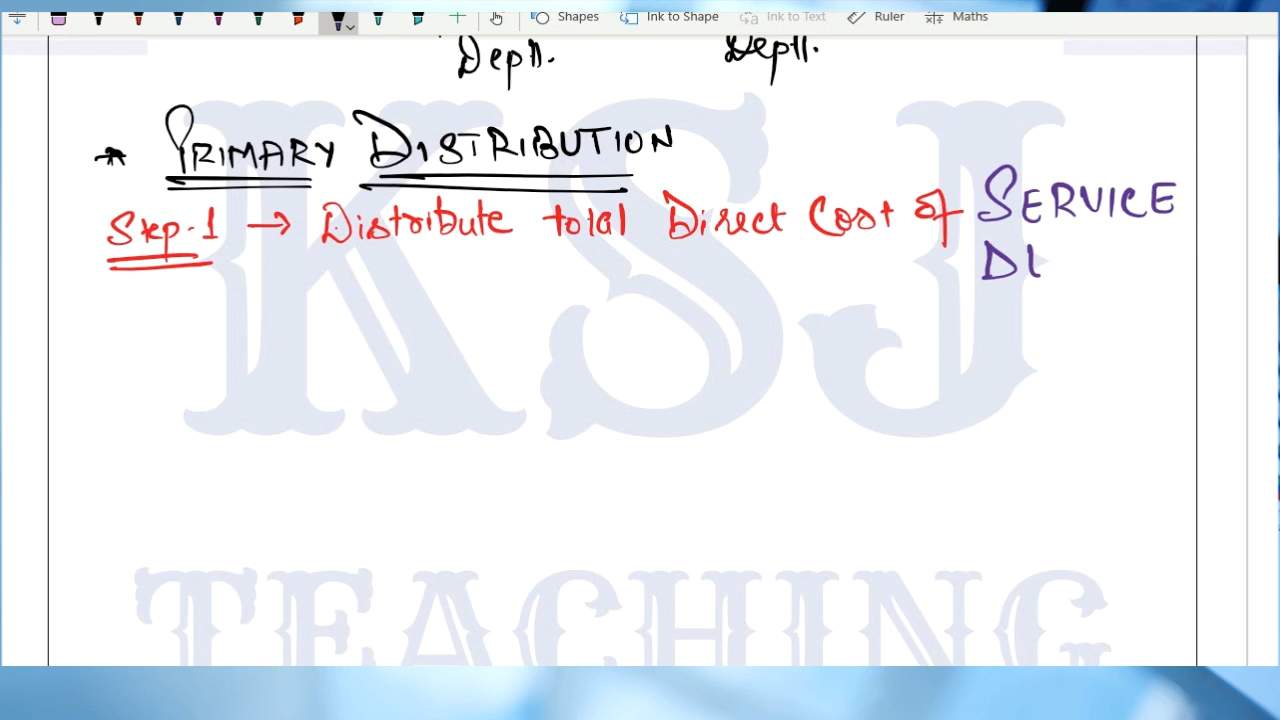 Shapes Ink to Shape Ink to Text Ruler Maths
Deptt. Deptt.
* PRIMARY DISTRIBUTION
Step-1 → Distribute total Direct Cost of SERVICE
DI
KSJ
TEACHING